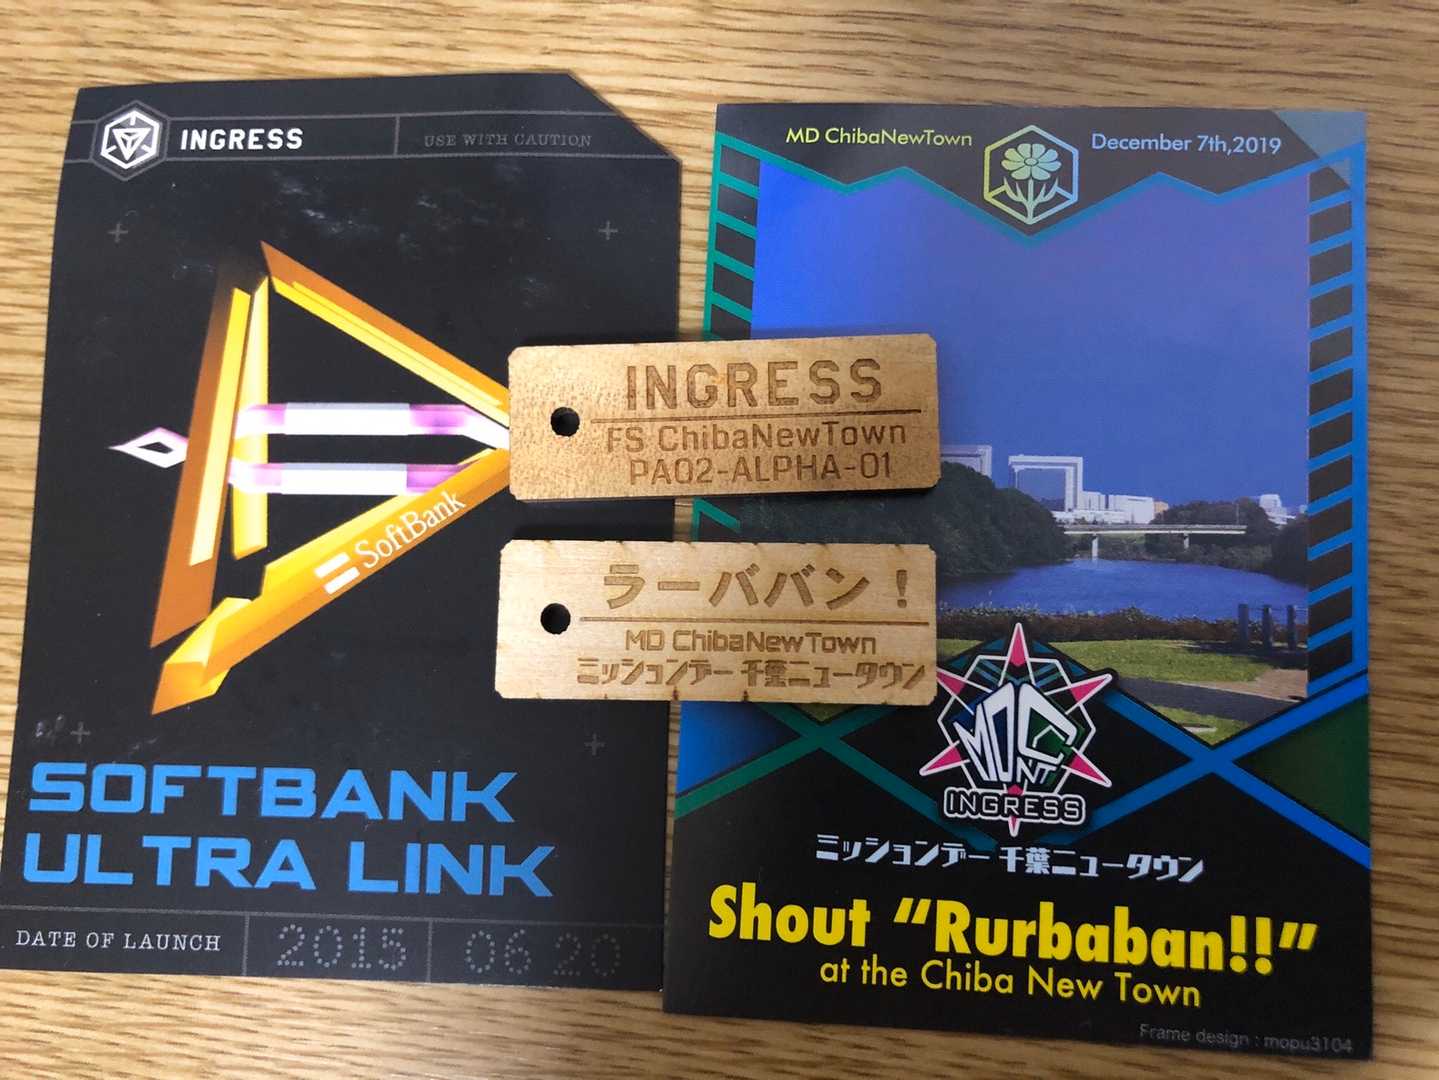 INGRESS
USE WITH CAUTION
SoftBank
SOFTBANK
ULTRA LINK
DATE OF LAUNCH 2015 06 20
INGRESS
FS ChibaNewTown
PA02-ALPHA-01
ラーババン！
MD ChibaNewTown
ミッションデー 千葉ニュータウン
MD ChibaNewTown
December 7th,2019
MD CNT
INGRESS
ミッションデー 千葉ニュータウン
Shout “Rurbaban!!”
at the Chiba New Town
Frame design : mopu3104